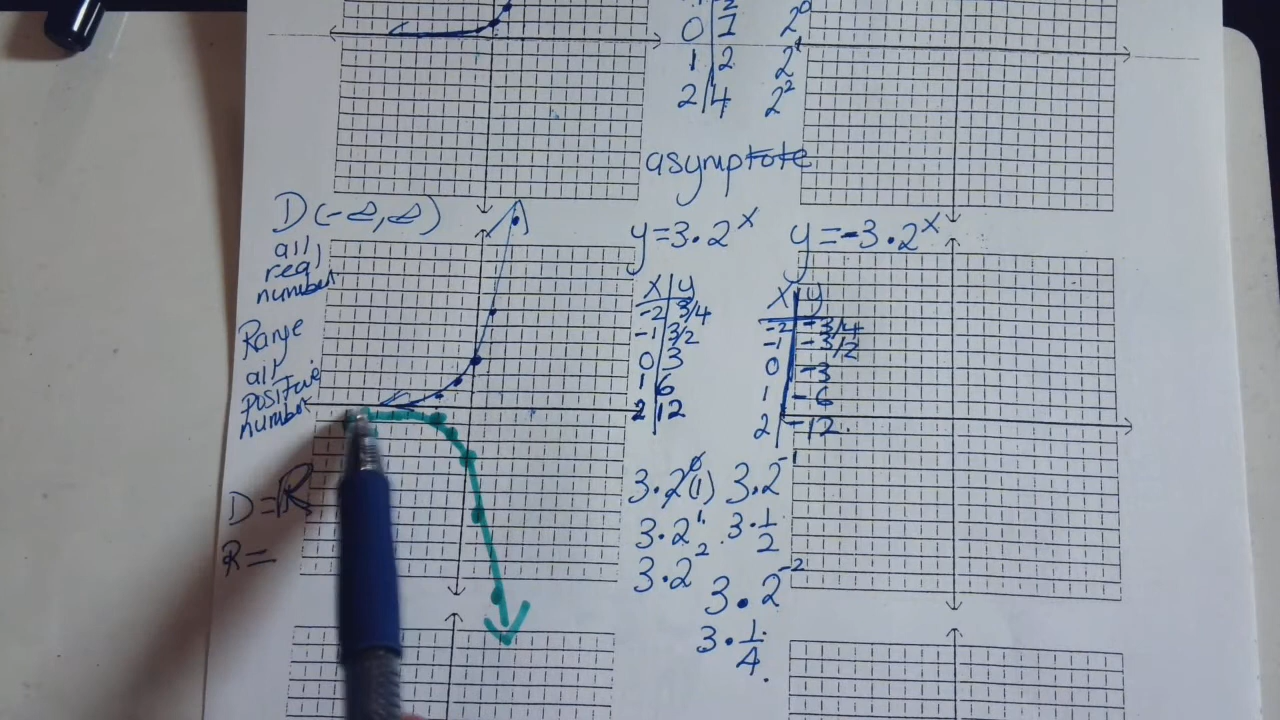 0 1 2⁰
1 2 2¹
2 4 2²
asymptote
D (-∞, ∞)
all
real
number
Range
all
positive
number
D = ℝ
R =
y = 3 · 2ˣ
x y
-2 3/4
-1 3/2
0 3
1 6
2 12
y = -3 · 2ˣ
x y
-2 -3/4
-1 -3/2
0 -3
1 -6
2 -12
3 · 2⁰ (1) 3 · 2⁻¹
3 · 2¹ 3 · 1/2
3 · 2² 3 · 2⁻²
3 · 1/4